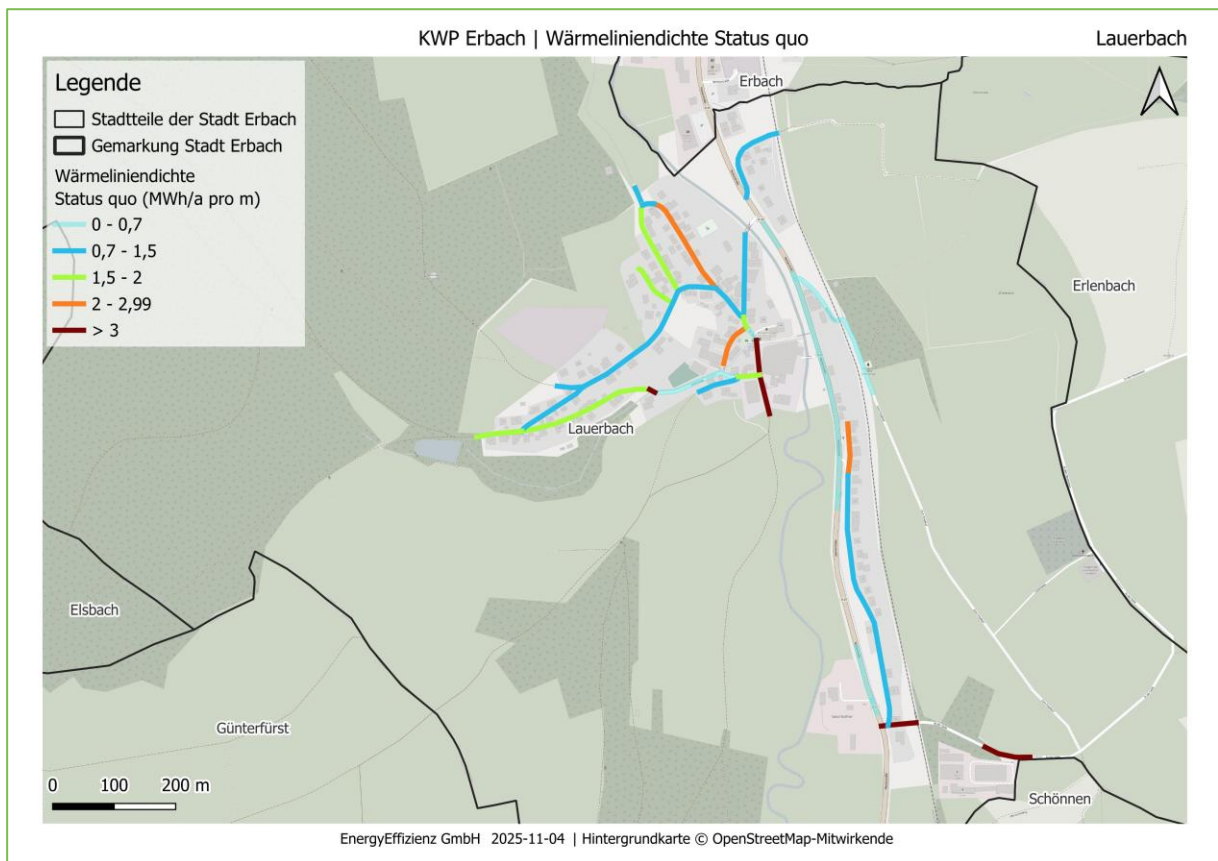 KWP Erbach | Wärmeliniendichte Status quo
Lauerbach
Legende
Stadtteile der Stadt Erbach
Gemarkung Stadt Erbach
Wärmeliniendichte
Status quo (MWh/a pro m)
0 - 0,7
0,7 - 1,5
1,5 - 2
2 - 2,99
> 3
Erbach
Erlenbach
Lauerbach
Elsbach
Günterfürst
Schönnen
0 100 200 m
EnergyEffizienz GmbH 2025-11-04 | Hintergrundkarte © OpenStreetMap-Mitwirkende